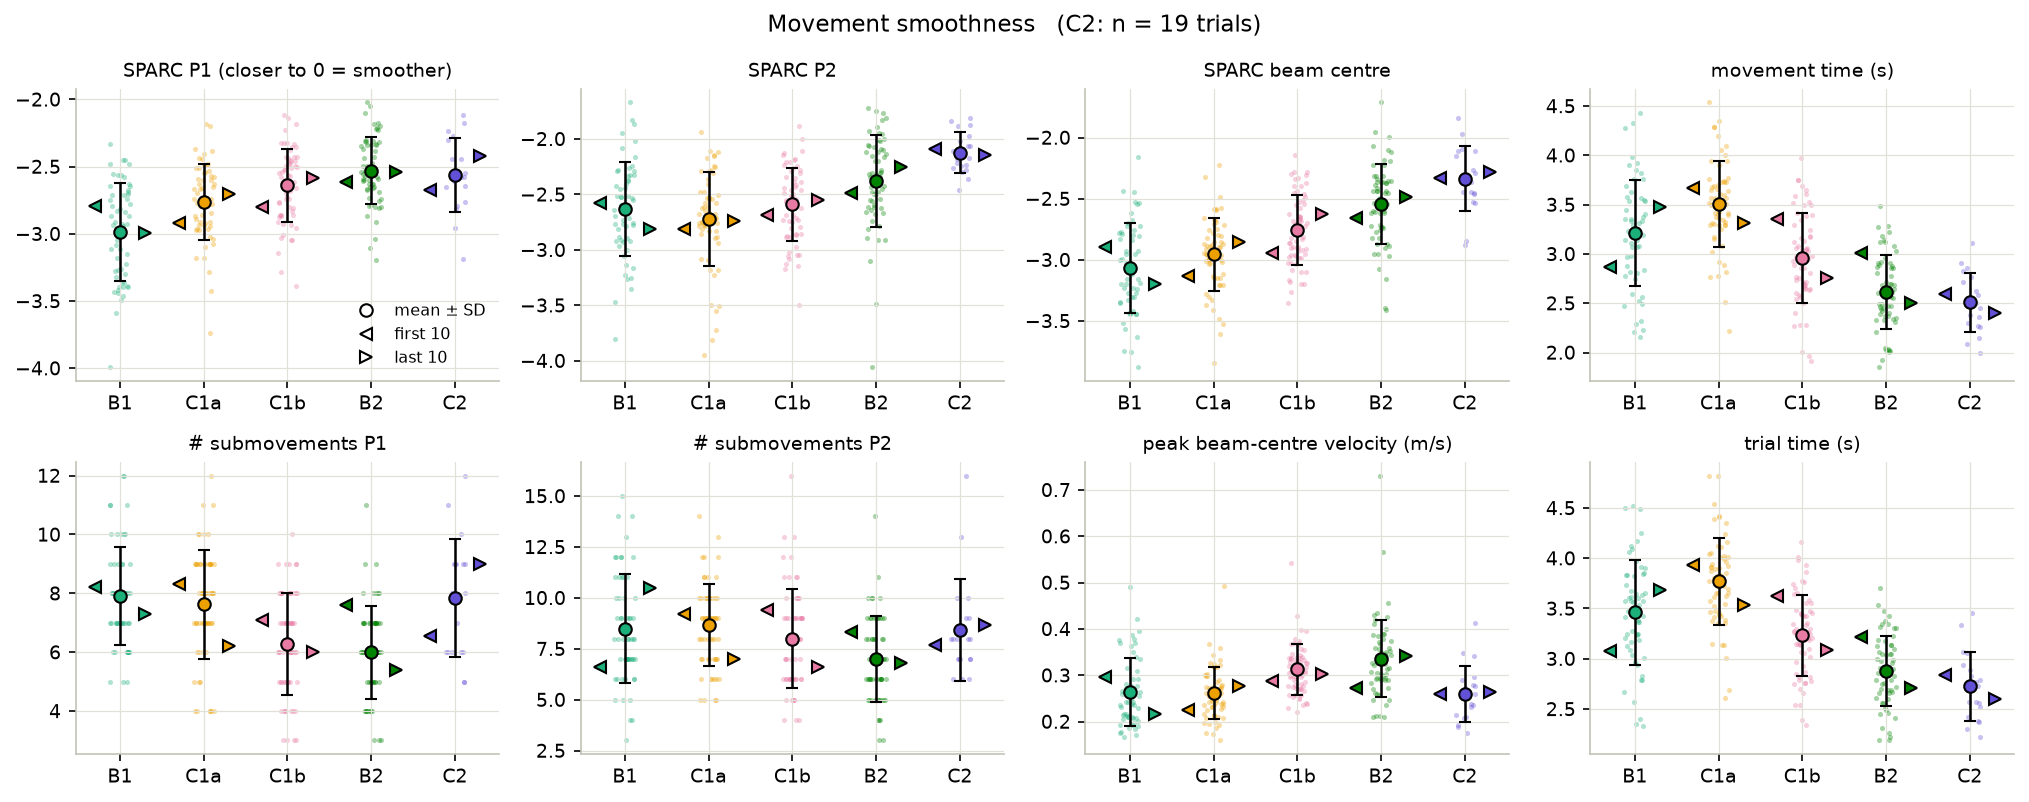 Movement smoothness   (C2: n = 19 trials)
SPARC P1 (closer to 0 = smoother)
−2.0
−2.5
−3.0
−3.5
−4.0
mean ± SD
first 10
last 10
B1 C1a C1b B2 C2
SPARC P2
−2.0
−2.5
−3.0
−3.5
−4.0
B1 C1a C1b B2 C2
SPARC beam centre
−2.0
−2.5
−3.0
−3.5
B1 C1a C1b B2 C2
movement time (s)
4.5
4.0
3.5
3.0
2.5
2.0
B1 C1a C1b B2 C2
# submovements P1
12
10
8
6
4
B1 C1a C1b B2 C2
# submovements P2
15.0
12.5
10.0
7.5
5.0
2.5
B1 C1a C1b B2 C2
peak beam-centre velocity (m/s)
0.7
0.6
0.5
0.4
0.3
0.2
B1 C1a C1b B2 C2
trial time (s)
4.5
4.0
3.5
3.0
2.5
B1 C1a C1b B2 C2